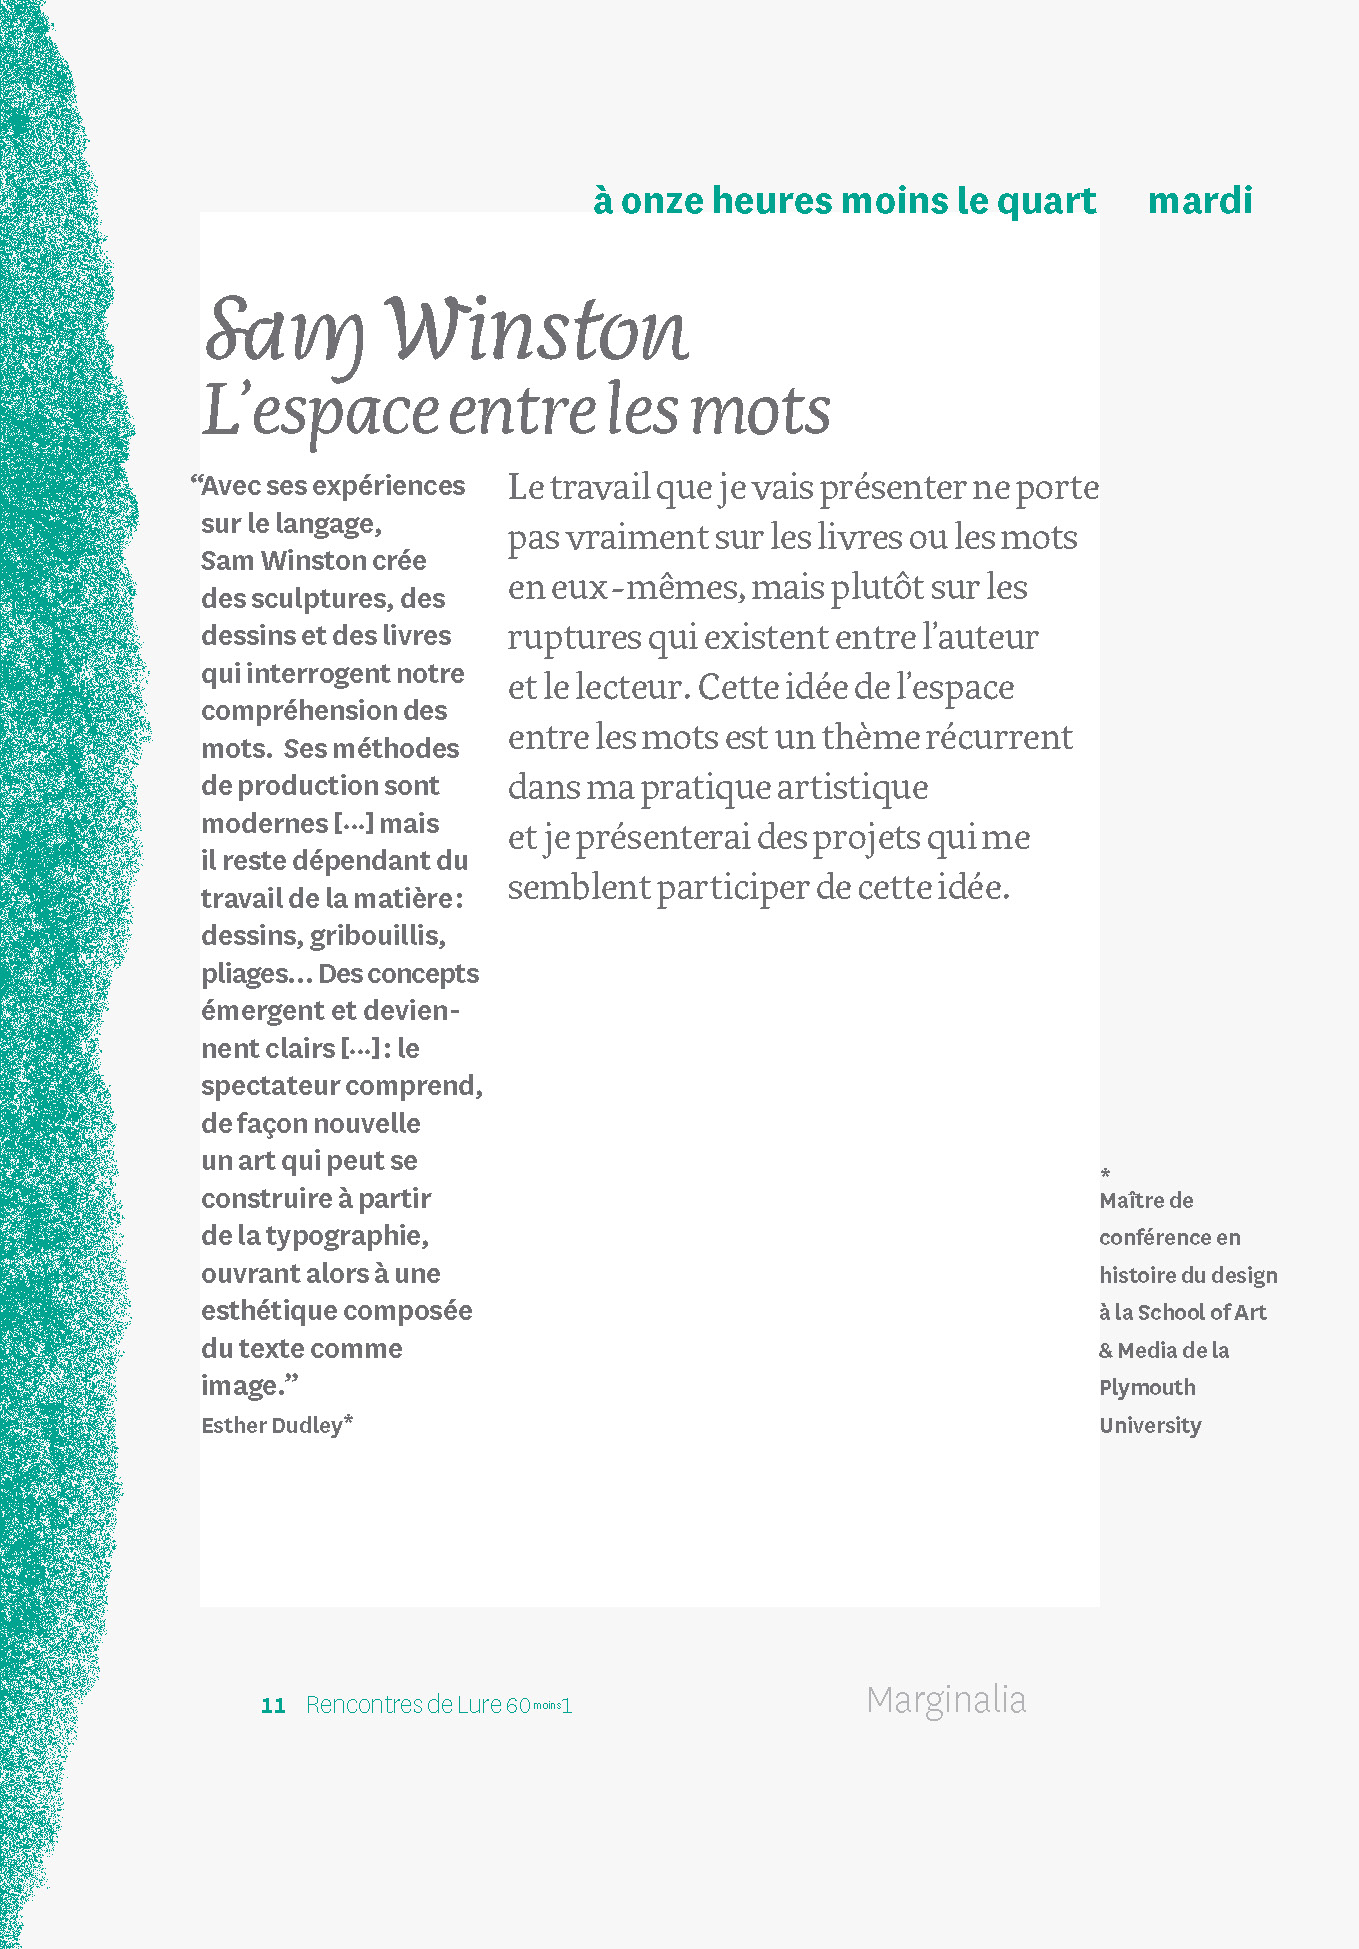 à onze heures moins le quart mardi
Sam Winston
L’espace entre les mots
“Avec ses expériences
sur le langage,
Sam Winston crée
des sculptures, des
dessins et des livres
qui interrogent notre
compréhension des
mots. Ses méthodes
de production sont
modernes [...] mais
il reste dépendant du
travail de la matière :
dessins, gribouillis,
pliages... Des concepts
émergent et devien-
nent clairs [...] : le
spectateur comprend,
de façon nouvelle
un art qui peut se
construire à partir
de la typographie,
ouvrant alors à une
esthétique composée
du texte comme
image.”
Esther Dudley*
Le travail que je vais présenter ne porte
pas vraiment sur les livres ou les mots
en eux-mêmes, mais plutôt sur les
ruptures qui existent entre l’auteur
et le lecteur. Cette idée de l’espace
entre les mots est un thème récurrent
dans ma pratique artistique
et je présenterai des projets qui me
semblent participer de cette idée.
*
Maître de
conférence en
histoire du design
à la School of Art
& Media de la
Plymouth
University
11 Rencontres de Lure 60 moins 1
Marginalia